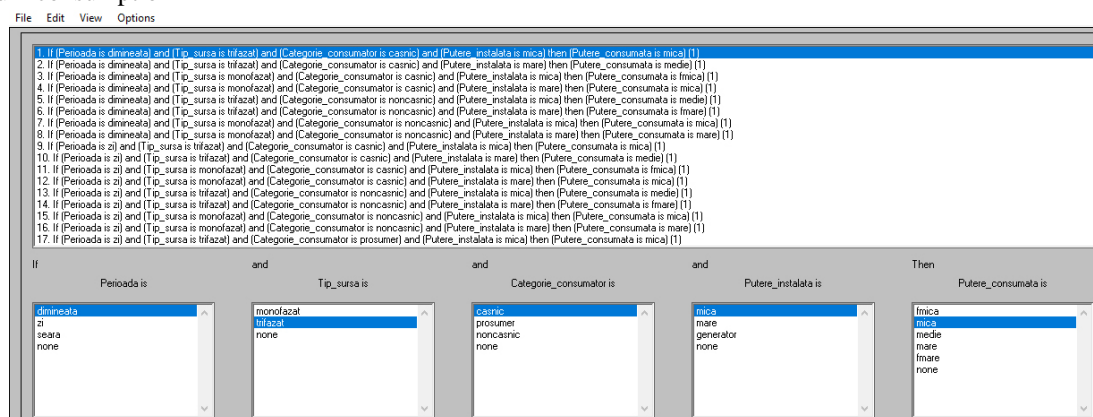 File Edit View Options
1. If (Perioada is dimineata) and (Tip_sursa is trifazat) and (Categorie_consumator is casnic) and (Putere_instalata is mica) then (Putere_consumata is mica) (1)
2. If (Perioada is dimineata) and (Tip_sursa is trifazat) and (Categorie_consumator is casnic) and (Putere_instalata is mare) then (Putere_consumata is medie) (1)
3. If (Perioada is dimineata) and (Tip_sursa is monofazat) and (Categorie_consumator is casnic) and (Putere_instalata is mica) then (Putere_consumata is fmica) (1)
4. If (Perioada is dimineata) and (Tip_sursa is monofazat) and (Categorie_consumator is casnic) and (Putere_instalata is mare) then (Putere_consumata is mica) (1)
5. If (Perioada is dimineata) and (Tip_sursa is trifazat) and (Categorie_consumator is noncasnic) and (Putere_instalata is mica) then (Putere_consumata is medie) (1)
6. If (Perioada is dimineata) and (Tip_sursa is trifazat) and (Categorie_consumator is noncasnic) and (Putere_instalata is mare) then (Putere_consumata is fmare) (1)
7. If (Perioada is dimineata) and (Tip_sursa is monofazat) and (Categorie_consumator is noncasnic) and (Putere_instalata is mica) then (Putere_consumata is mica) (1)
8. If (Perioada is dimineata) and (Tip_sursa is monofazat) and (Categorie_consumator is noncasnic) and (Putere_instalata is mare) then (Putere_consumata is mare) (1)
9. If (Perioada is zi) and (Tip_sursa is trifazat) and (Categorie_consumator is casnic) and (Putere_instalata is mica) then (Putere_consumata is mica) (1)
10. If (Perioada is zi) and (Tip_sursa is trifazat) and (Categorie_consumator is casnic) and (Putere_instalata is mare) then (Putere_consumata is medie) (1)
11. If (Perioada is zi) and (Tip_sursa is monofazat) and (Categorie_consumator is casnic) and (Putere_instalata is mica) then (Putere_consumata is fmica) (1)
12. If (Perioada is zi) and (Tip_sursa is monofazat) and (Categorie_consumator is casnic) and (Putere_instalata is mare) then (Putere_consumata is mica) (1)
13. If (Perioada is zi) and (Tip_sursa is trifazat) and (Categorie_consumator is noncasnic) and (Putere_instalata is mica) then (Putere_consumata is medie) (1)
14. If (Perioada is zi) and (Tip_sursa is trifazat) and (Categorie_consumator is noncasnic) and (Putere_instalata is mare) then (Putere_consumata is fmare) (1)
15. If (Perioada is zi) and (Tip_sursa is monofazat) and (Categorie_consumator is noncasnic) and (Putere_instalata is mica) then (Putere_consumata is mica) (1)
16. If (Perioada is zi) and (Tip_sursa is monofazat) and (Categorie_consumator is noncasnic) and (Putere_instalata is mare) then (Putere_consumata is mare) (1)
17. If (Perioada is zi) and (Tip_sursa is trifazat) and (Categorie_consumator is prosumer) and (Putere_instalata is mica) then (Putere_consumata is mica) (1)
If and and and Then
Perioada is Tip_sursa is Categorie_consumator is Putere_instalata is Putere_consumata is
dimineata
zi
seara
none
monofazat
trifazat
none
casnic
prosumer
noncasnic
none
mica
mare
generator
none
fmica
mica
medie
mare
fmare
none